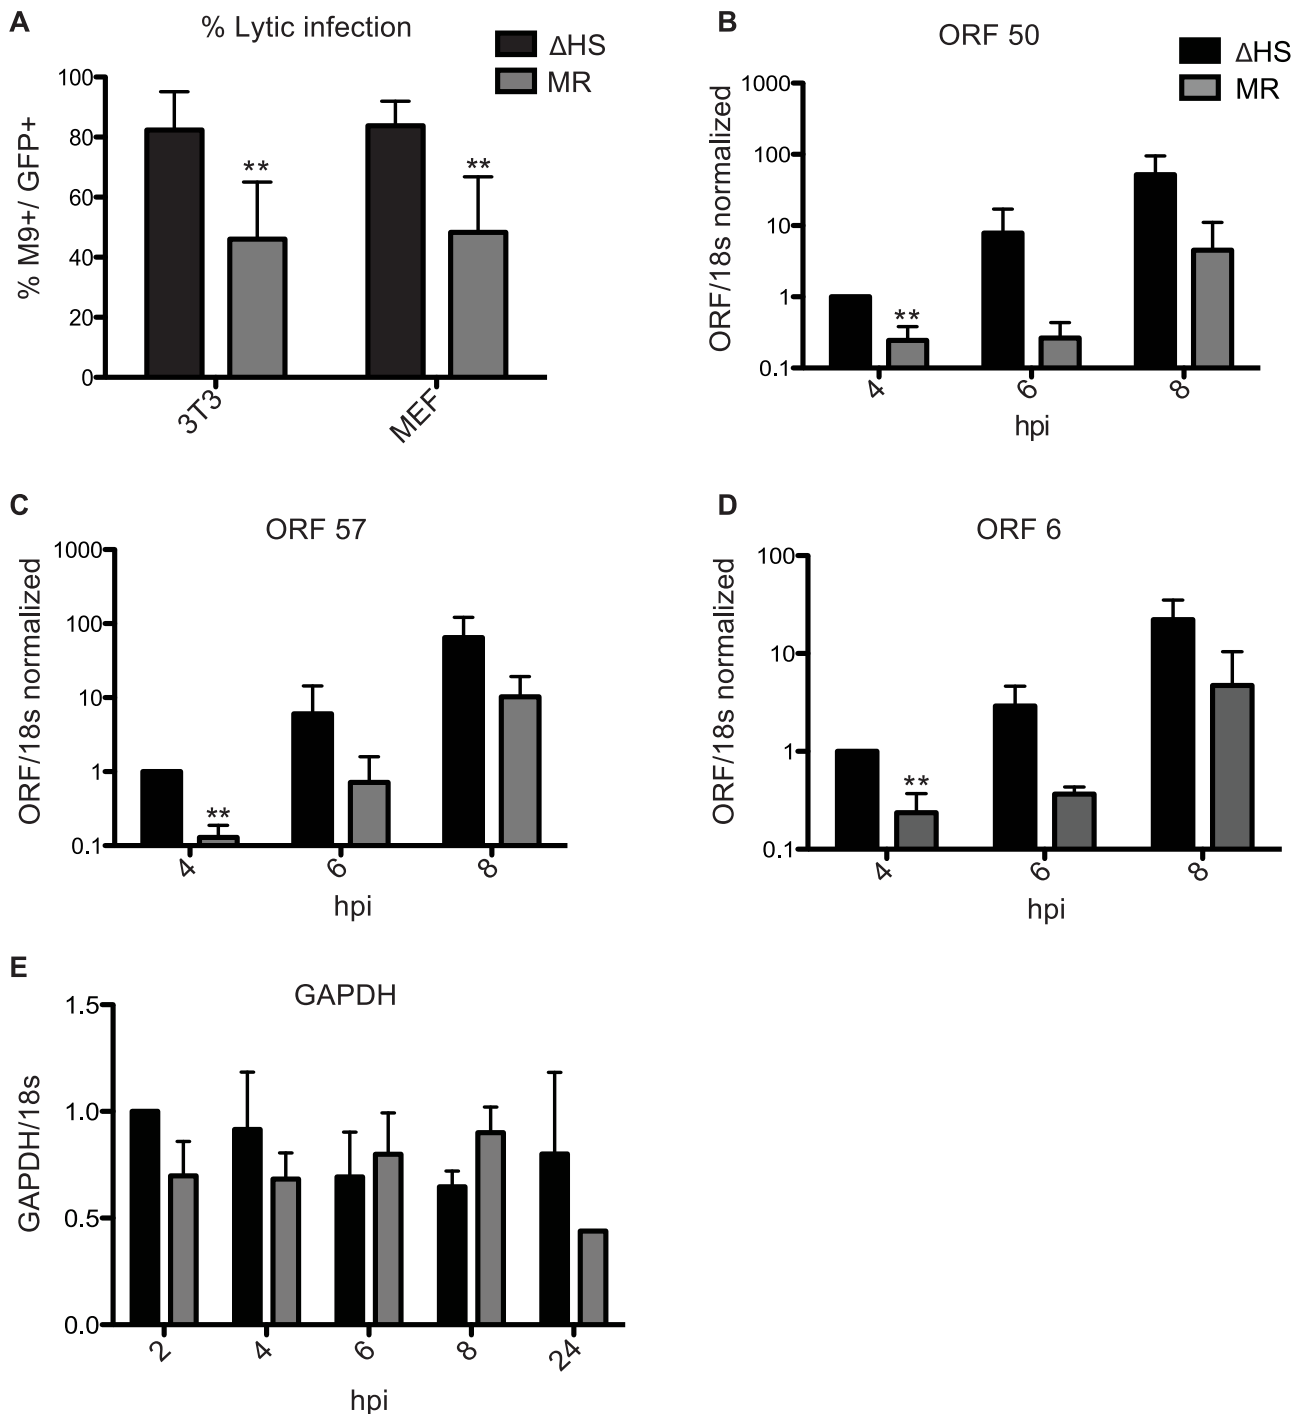 A
% Lytic infection
ΔHS
MR
% M9+/ GFP+
100
80
60
40
20
0
**
**
3T3
MEF
B
ORF 50
ΔHS
MR
ORF/18s normalized
1000
100
10
1
0.1
**
4
6
8
hpi
C
ORF 57
ORF/18s normalized
1000
100
10
1
0.1
**
4
6
8
hpi
D
ORF 6
ORF/18s normalized
100
10
1
0.1
**
4
6
8
hpi
E
GAPDH
GAPDH/18s
1.5
1.0
0.5
0.0
2
4
6
8
24
hpi